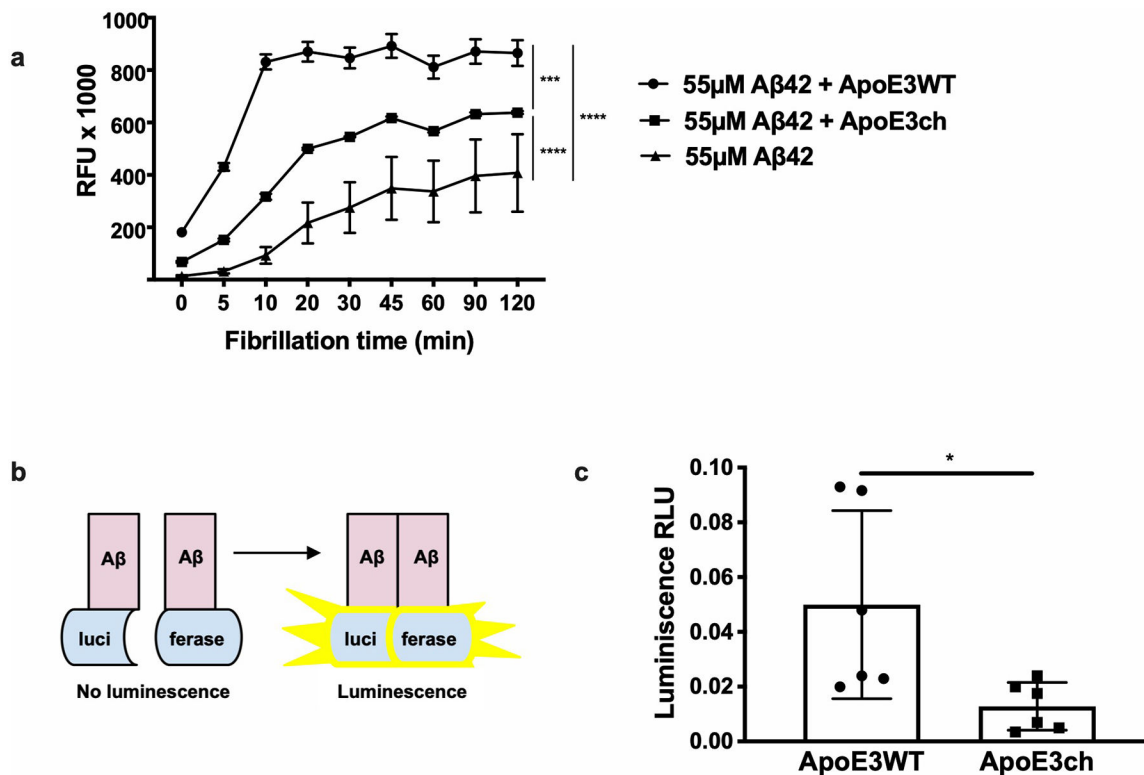 a
RFU x 1000
1000
800
600
400
200
0 5 10 20 30 45 60 90 120
Fibrillation time (min)
***
****
****
55µM Aβ42 + ApoE3WT
55µM Aβ42 + ApoE3ch
55µM Aβ42
b
Aβ Aβ Aβ Aβ
luci ferase luci ferase
No luminescence Luminescence
c
Luminiscence RLU
0.10
0.08
0.06
0.04
0.02
0.00
*
ApoE3WT ApoE3ch